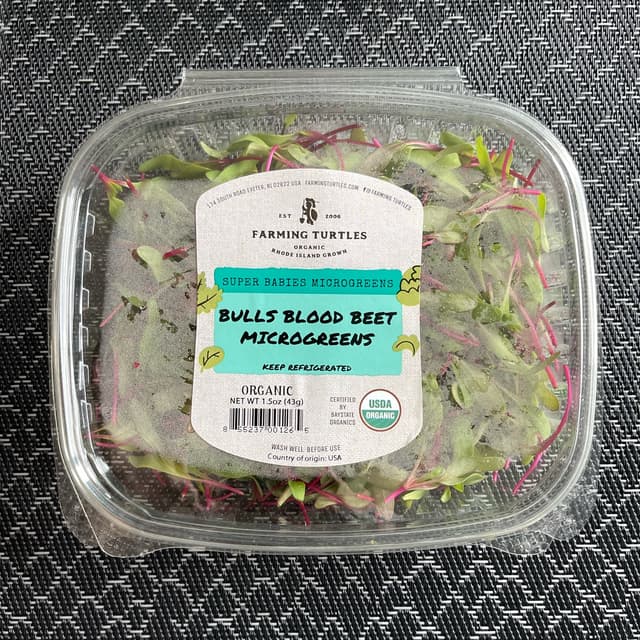 174 SOUTH ROAD EXETER, RI 02822 USA · FARMINGTURTLES.COM · FARMING TURTLES
EST 2006
FARMING TURTLES
ORGANIC
RHODE ISLAND GROWN
SUPER BABIES MICROGREENS
BULLS BLOOD BEET
MICROGREENS
KEEP REFRIGERATED
ORGANIC
NET WT 1.5oz (43g)
8 55237 00126 5
CERTIFIED
BY
BAYSTATE
ORGANICS
USDA
ORGANIC
WASH WELL BEFORE USE
Country of origin: USA